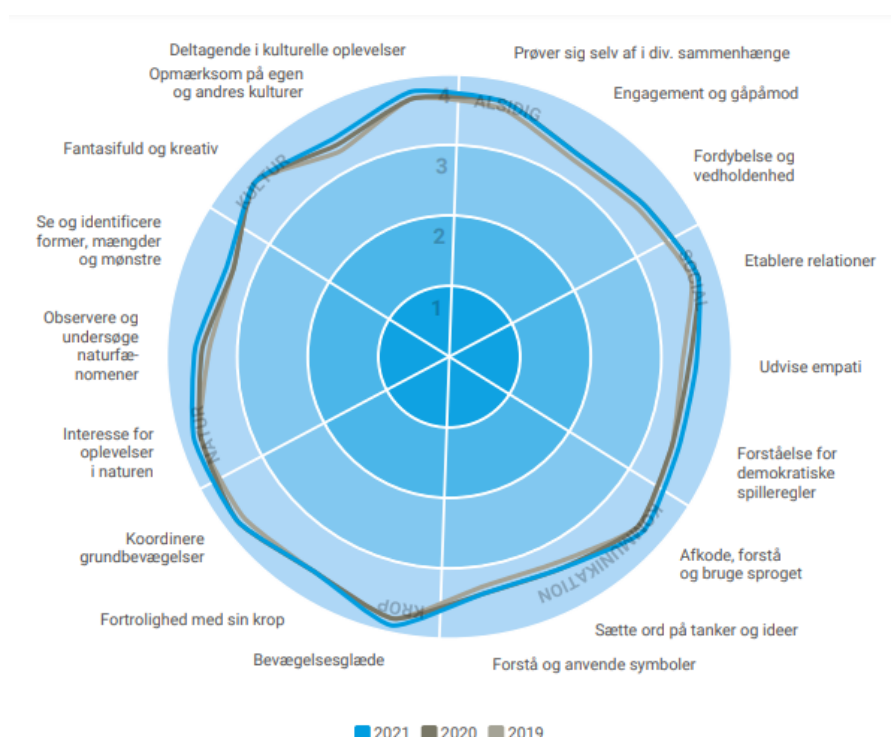 Deltagende i kulturelle oplevelser
Prøver sig selv af i div. sammenhænge
Opmærksom på egen
og andres kulturer
Engagement og gåpåmod
Fantasifuld og kreativ
Fordybelse og
vedholdenhed
Se og identificere
former, mængder
og mønstre
Etablere relationer
Observere og
undersøge
naturfæ-
nomener
Udvise empati
Interesse for
oplevelser
i naturen
Forståelse for
demokratiske
spilleregler
Koordinere
grundbevægelser
Afkode, forstå
og bruge sproget
Fortrolighed med sin krop
Sætte ord på tanker og ideer
Bevægelsesglæde
Forstå og anvende symboler
4
3
2
1
ALSIDIG
SOCIAL
KOMMUNIKATION
KROP
NATUR
KULTUR
2021 2020 2019